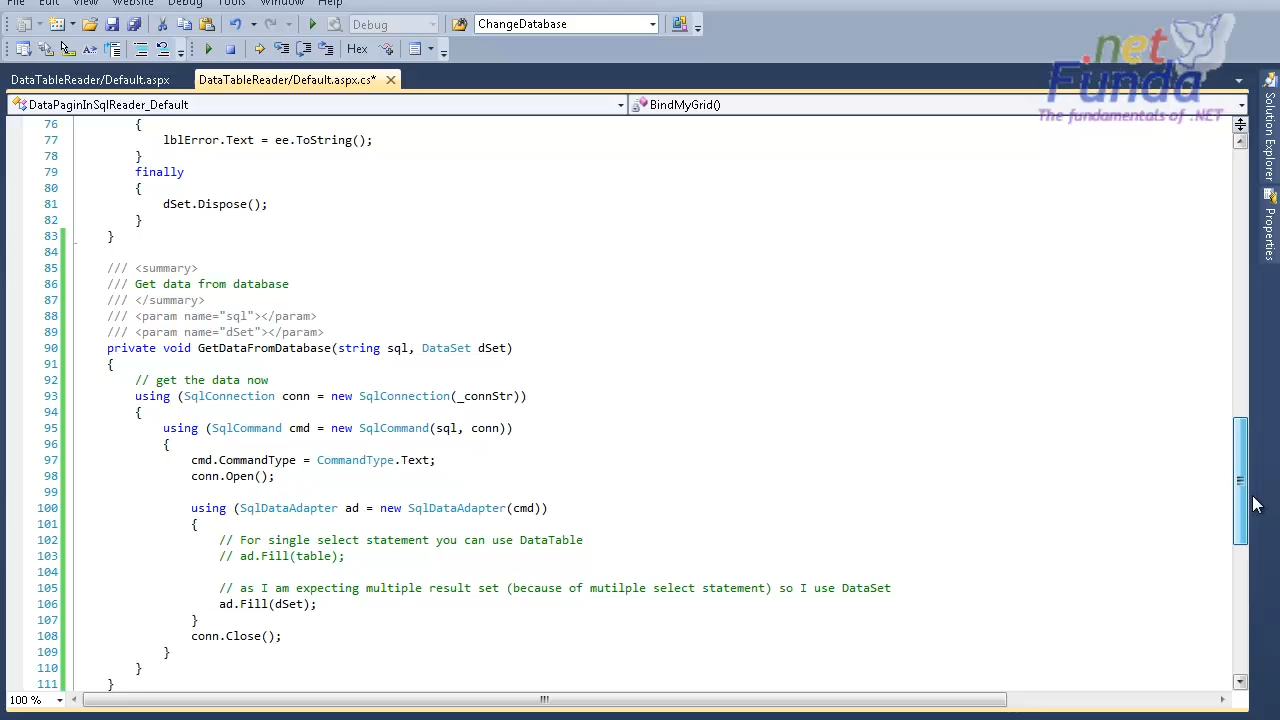 File Edit View Website Debug Tools Window Help
Debug
ChangeDatabase
Hex
.net
Funda
The fundamentals of .NET
DataTableReader/Default.aspx
DataTableReader/Default.aspx.cs*
DataPaginInSqlReader_Default
BindMyGrid()
Solution Explorer
Properties
76 {
77 lblError.Text = ee.ToString();
78 }
79 finally
80 {
81 dSet.Dispose();
82 }
83 }
84
85 /// <summary>
86 /// Get data from database
87 /// </summary>
88 /// <param name="sql"></param>
89 /// <param name="dSet"></param>
90 private void GetDataFromDatabase(string sql, DataSet dSet)
91 {
92 // get the data now
93 using (SqlConnection conn = new SqlConnection(_connStr))
94 {
95 using (SqlCommand cmd = new SqlCommand(sql, conn))
96 {
97 cmd.CommandType = CommandType.Text;
98 conn.Open();
99
100 using (SqlDataAdapter ad = new SqlDataAdapter(cmd))
101 {
102 // For single select statement you can use DataTable
103 // ad.Fill(table);
104
105 // as I am expecting multiple result set (because of mutilple select statement) so I use DataSet
106 ad.Fill(dSet);
107 }
108 conn.Close();
109 }
110 }
111 }
100 %